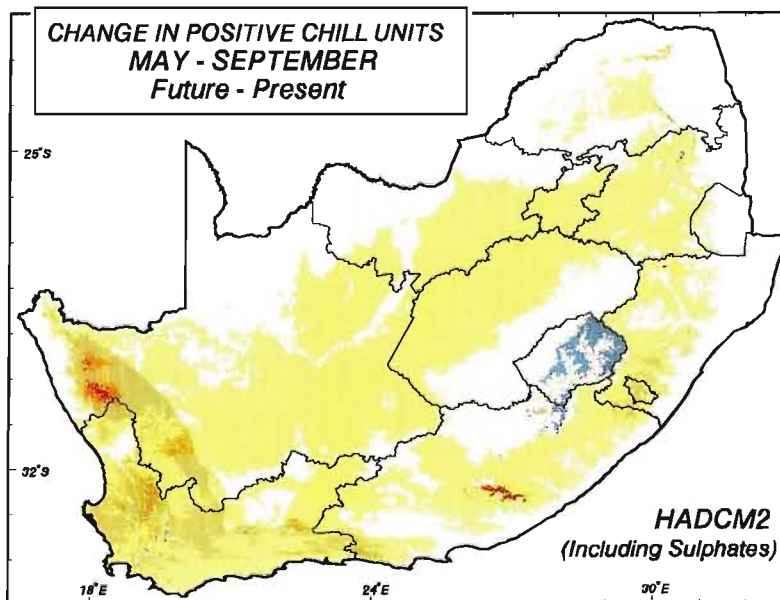 CHANGE IN POSITIVE CHILL UNITS
MAY - SEPTEMBER
Future - Present
25°S
32°S
HADCM2
(Including Sulphates)
18°E
24°E
30°E